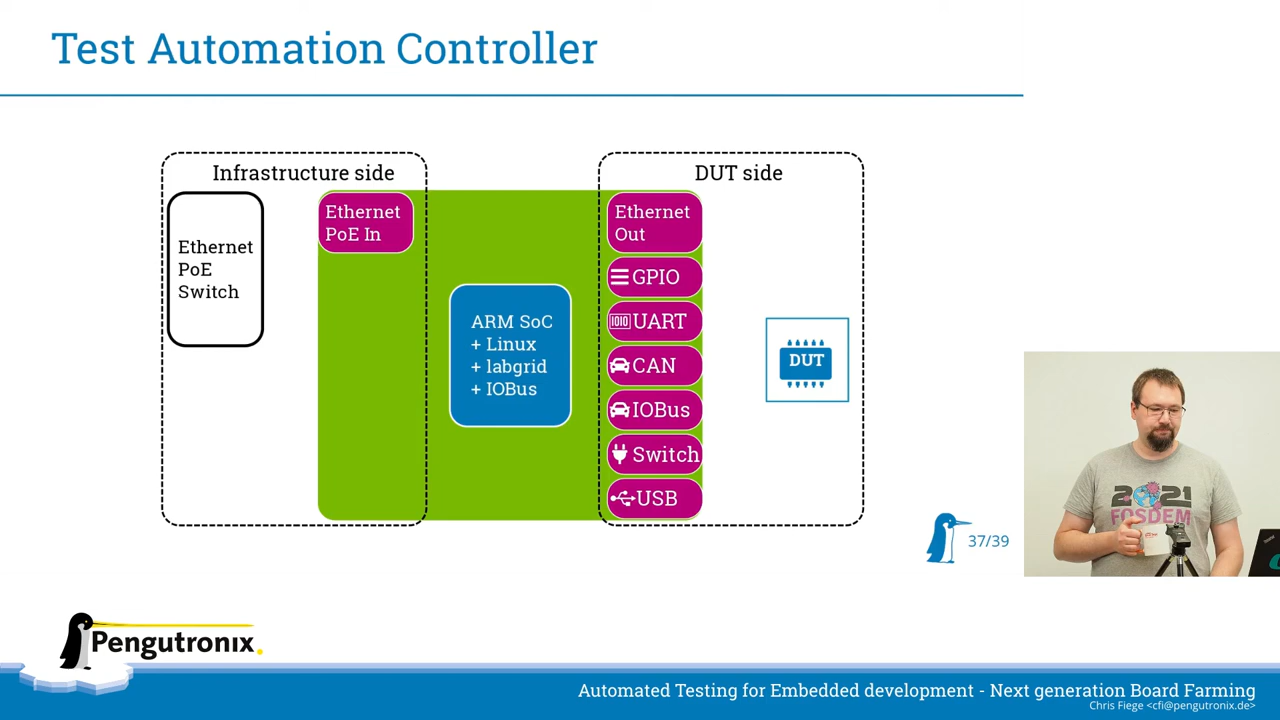 Test Automation Controller
Infrastructure side
DUT side
Ethernet
PoE
Switch
Ethernet
PoE In
ARM SoC
+ Linux
+ labgrid
+ IOBus
Ethernet
Out
GPIO
UART
CAN
IOBus
Switch
USB
DUT
37/39
2021
FOSDEM
Pengutronix
Automated Testing for Embedded development - Next generation Board Farming
Chris Fiege <cfi@pengutronix.de>